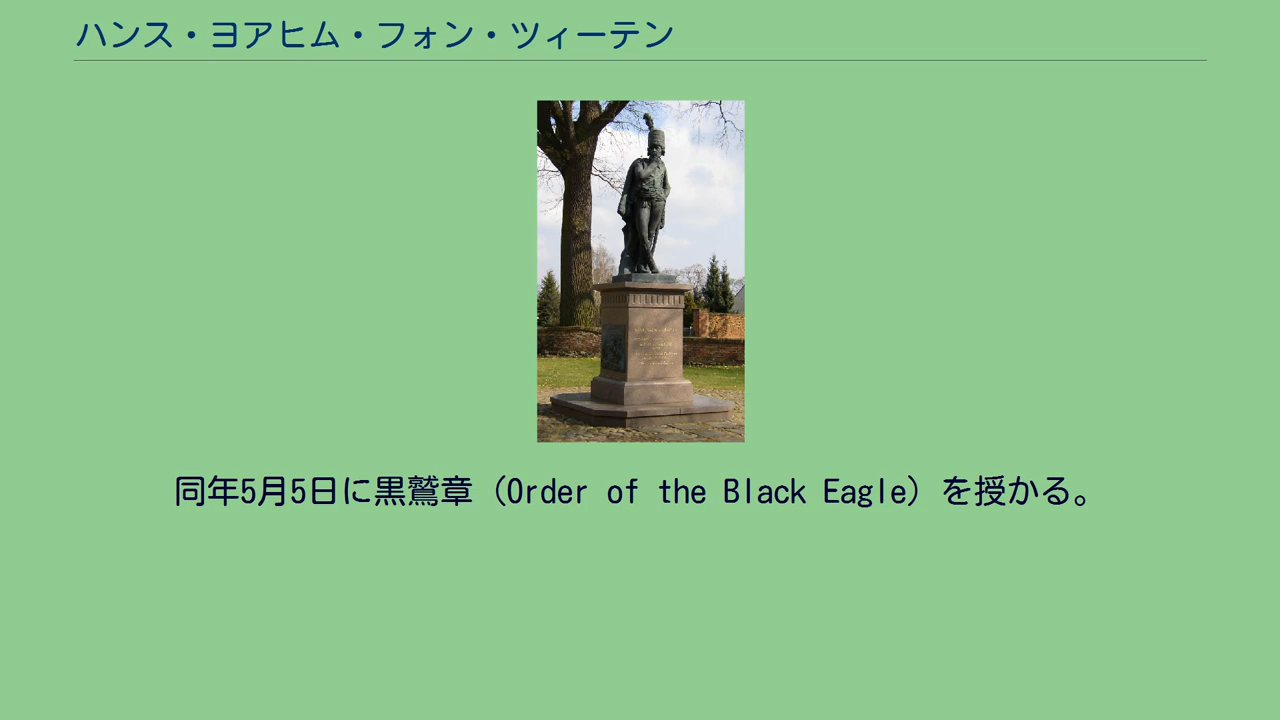 ハンス・ヨアヒム・フォン・ツィーテン
同年5月5日に黒鷲章（Order of the Black Eagle）を授かる。